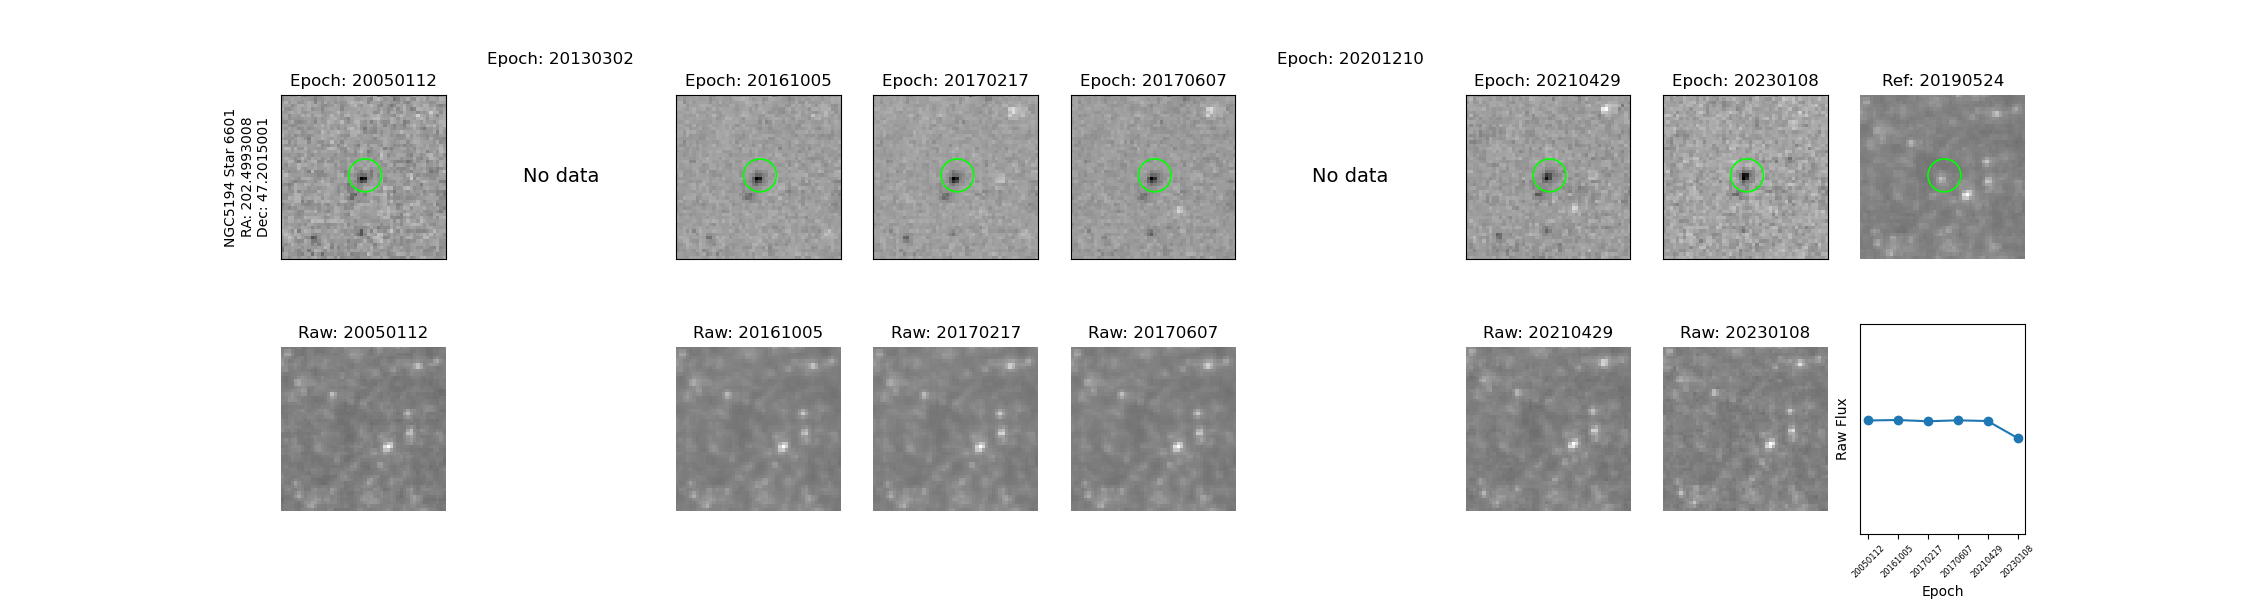 Epoch: 20050112
Epoch: 20130302
Epoch: 20161005
Epoch: 20170217
Epoch: 20170607
Epoch: 20201210
Epoch: 20210429
Epoch: 20230108
Ref: 20190524
NGC5194 Star 6601
RA: 202.4993008
Dec: 47.2015001
No data
No data
Raw: 20050112
Raw: 20161005
Raw: 20170217
Raw: 20170607
Raw: 20210429
Raw: 20230108
Raw Flux
20050112
20161005
20170217
20170607
20210429
20230108
Epoch